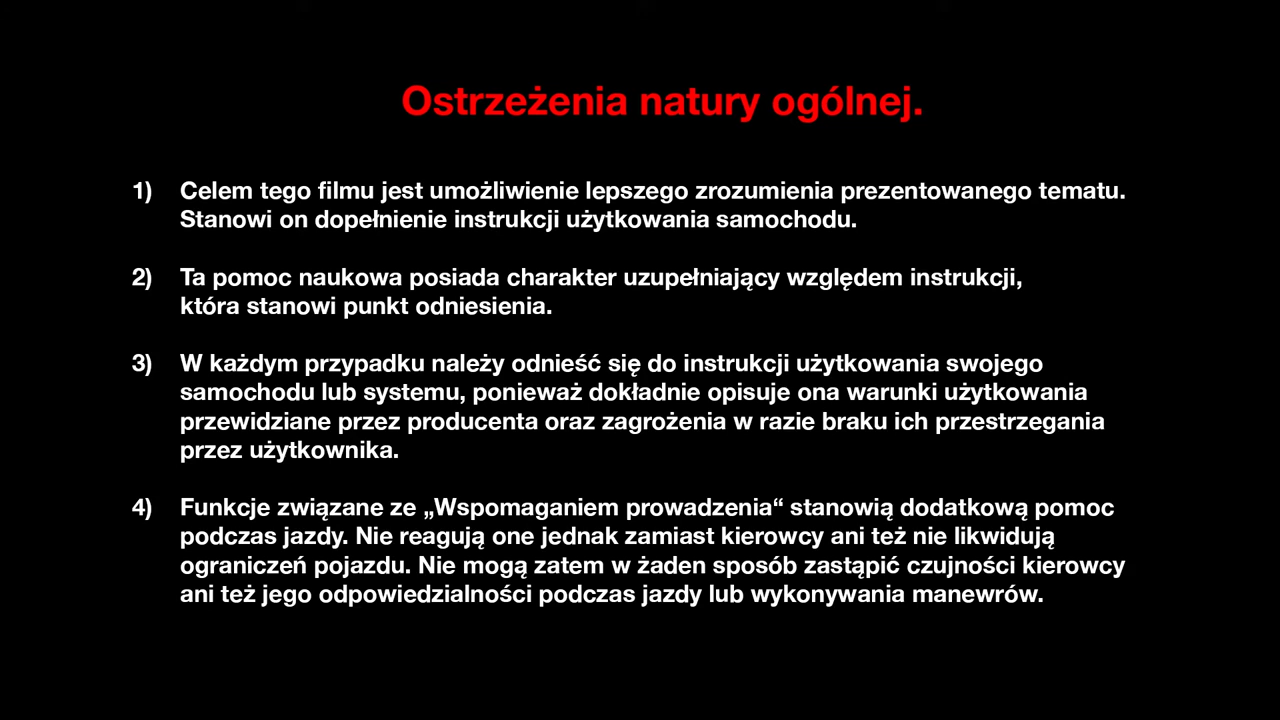 Ostrzeżenia natury ogólnej.
1) Celem tego filmu jest umożliwienie lepszego zrozumienia prezentowanego tematu.
Stanowi on dopełnienie instrukcji użytkowania samochodu.
2) Ta pomoc naukowa posiada charakter uzupełniający względem instrukcji,
która stanowi punkt odniesienia.
3) W każdym przypadku należy odnieść się do instrukcji użytkowania swojego
samochodu lub systemu, ponieważ dokładnie opisuje ona warunki użytkowania
przewidziane przez producenta oraz zagrożenia w razie braku ich przestrzegania
przez użytkownika.
4) Funkcje związane ze „Wspomaganiem prowadzenia“ stanowią dodatkową pomoc
podczas jazdy. Nie reagują one jednak zamiast kierowcy ani też nie likwidują
ograniczeń pojazdu. Nie mogą zatem w żaden sposób zastąpić czujności kierowcy
ani też jego odpowiedzialności podczas jazdy lub wykonywania manewrów.